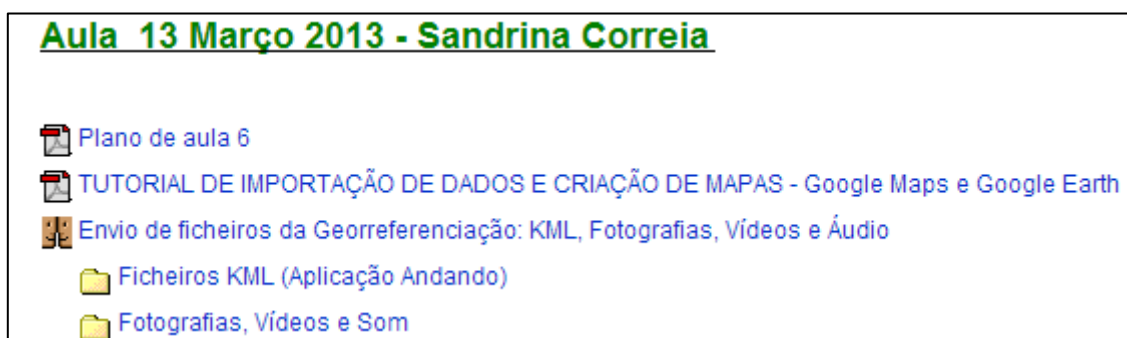 Aula 13 Março 2013 - Sandrina Correia
Plano de aula 6
TUTORIAL DE IMPORTAÇÃO DE DADOS E CRIAÇÃO DE MAPAS - Google Maps e Google Earth
Envio de ficheiros da Georreferenciação: KML, Fotografias, Vídeos e Áudio
Ficheiros KML (Aplicação Andando)
Fotografias, Vídeos e Som